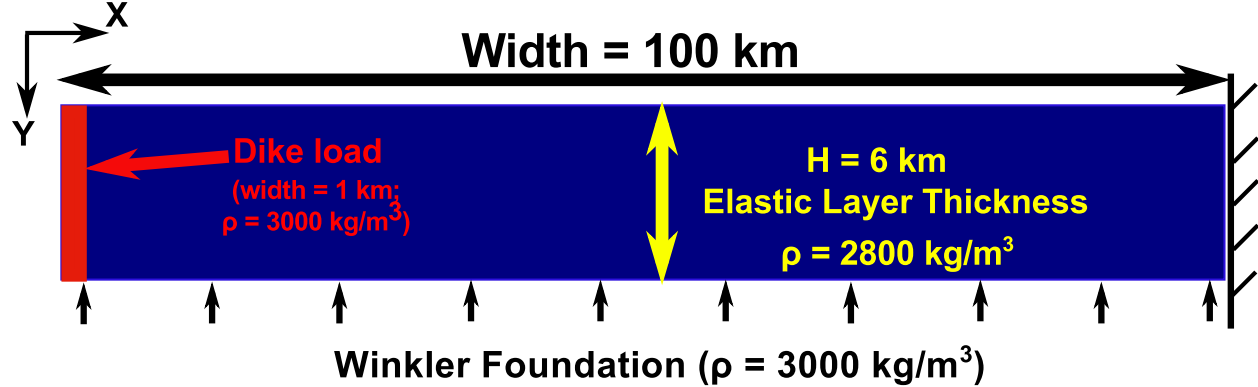 X
Width = 100 km
Y
Dike load
(width = 1 km;
ρ = 3000 kg/m³)
H = 6 km
Elastic Layer Thickness
ρ = 2800 kg/m³
Winkler Foundation (ρ = 3000 kg/m³)